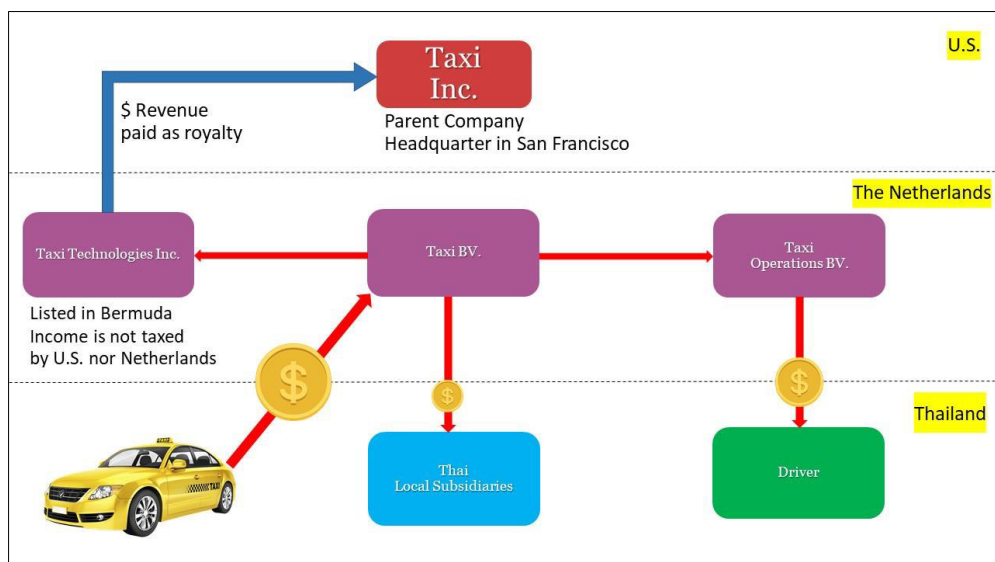 Taxi
Inc.
U.S.
$ Revenue
paid as royalty
Parent Company
Headquarter in San Francisco
The Netherlands
Taxi Technologies Inc.
Taxi BV.
Taxi
Operations BV.
Listed in Bermuda
Income is not taxed
by U.S. nor Netherlands
$
$
$
Thailand
Thai
Local Subsidiaries
Driver
TAXI